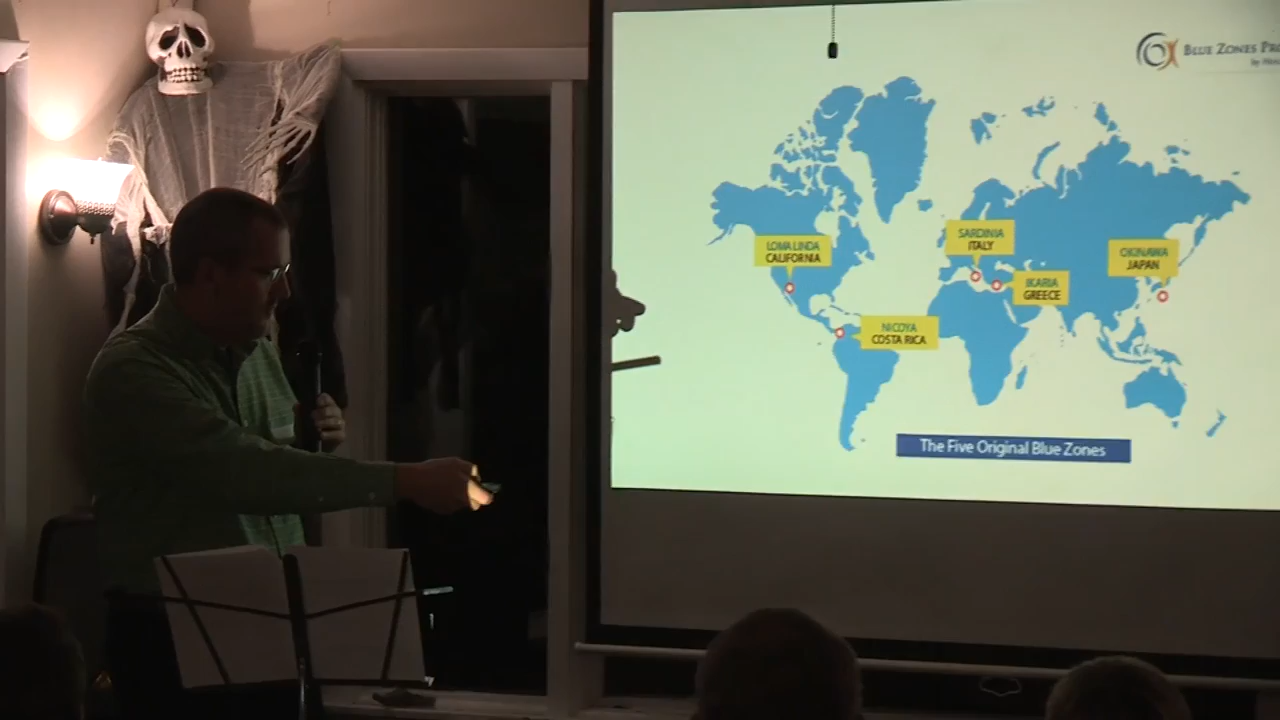 BLUE ZONES
by
SARDINIA
ITALY
LOMA LINDA
CALIFORNIA
OKINAWA
JAPAN
IKARIA
GREECE
NICOYA
COSTA RICA
The Five Original Blue Zones